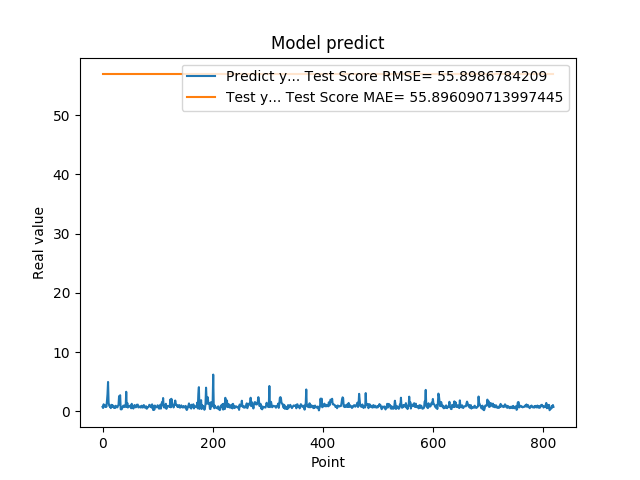 Model predict
Predict y... Test Score RMSE= 55.8986784209
Test y... Test Score MAE= 55.896090713997445
Real value
50
40
30
20
10
0
0 200 400 600 800
Point